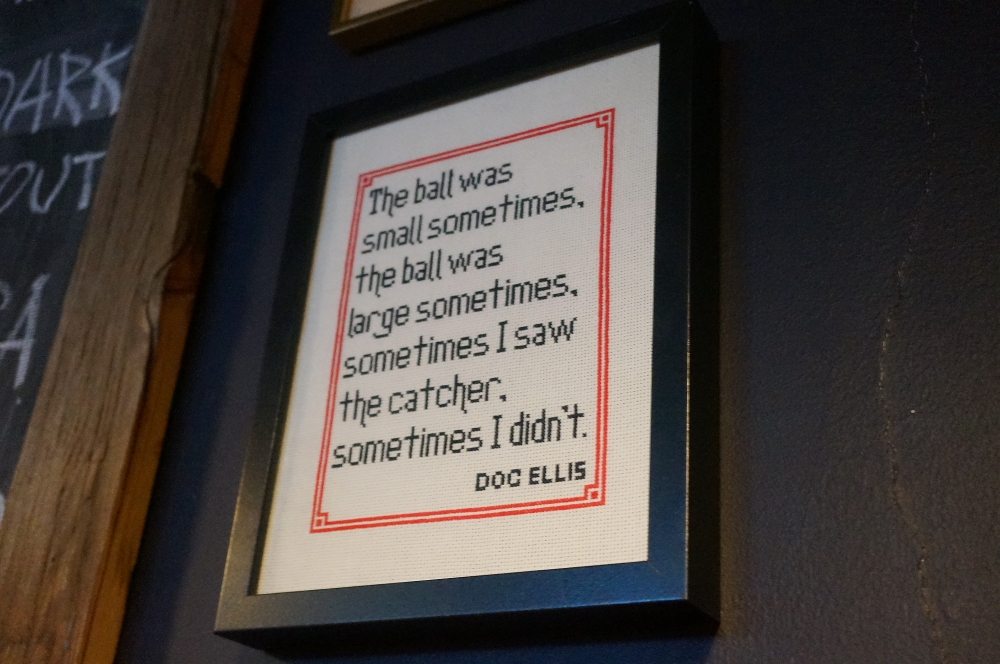 DARK
The ball was
small sometimes,
the ball was
large sometimes,
sometimes I saw
the catcher,
sometimes I didn't.
DOC ELLIS